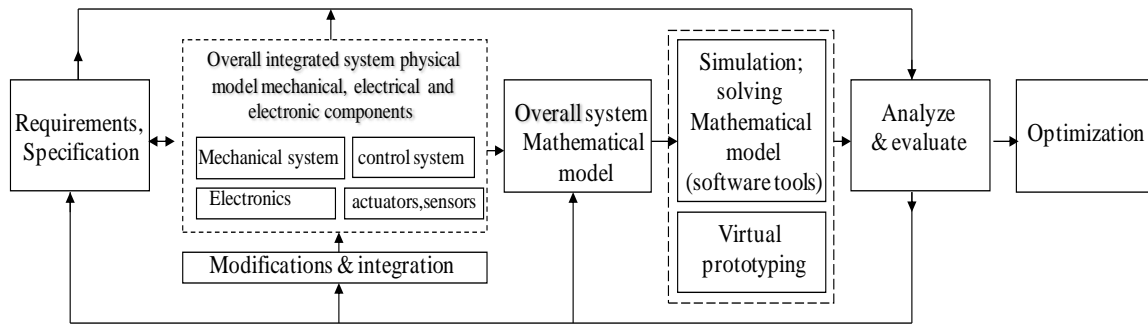 Requirements,
Specification
Overall integrated system physical
model mechanical, electrical and
electronic components
Mechanical system
control system
Electronics
actuators,sensors
Modifications & integration
Overall system
Mathematical
model
Simulation;
solving
Mathematical
model
(software tools)
Virtual
prototyping
Analyze
& evaluate
Optimization